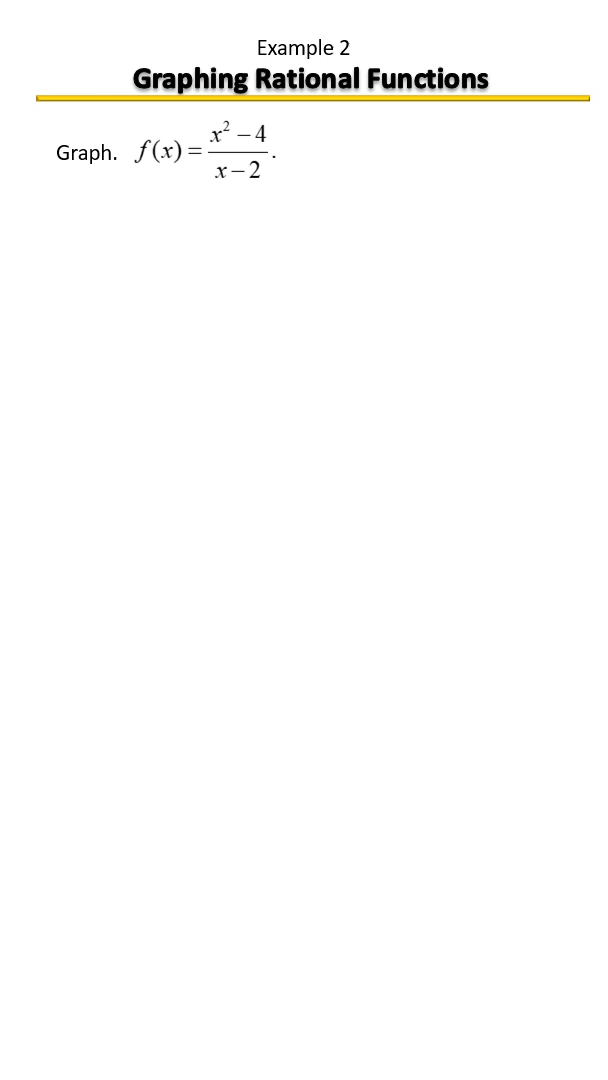 Example 2
Graphing Rational Functions
Graph. f(x) = (x² − 4)/(x − 2).